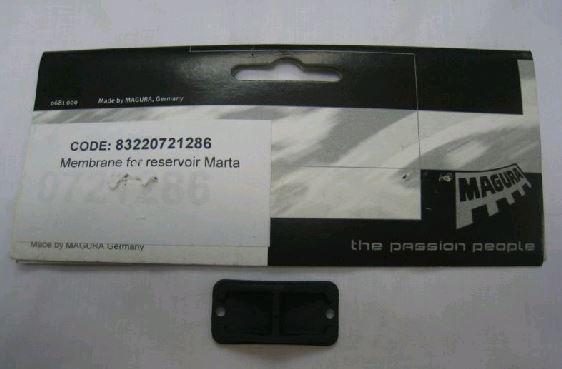 Made by MAGURA, Germany
CODE: 83220721286
Membrane for reservoir Marta
MAGURA
Made by MAGURA Germany
the passion people